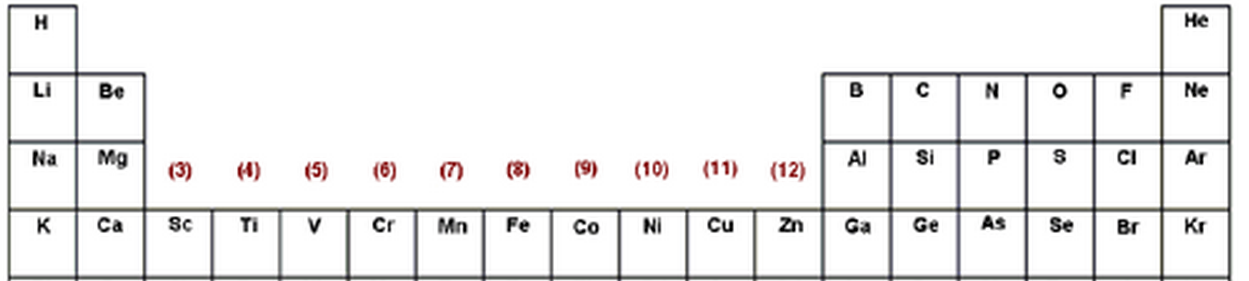 H He
Li Be B C N O F Ne
Na Mg (3) (4) (5) (6) (7) (8) (9) (10) (11) (12) Al Si P S Cl Ar
K Ca Sc Ti V Cr Mn Fe Co Ni Cu Zn Ga Ge As Se Br Kr